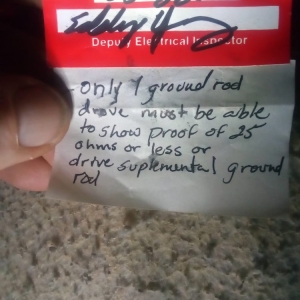 Deputy Electrical Inspector
- only 1 ground rod
drove must be able
to show proof of 25
ohms or less or
drive suplemental ground
rod